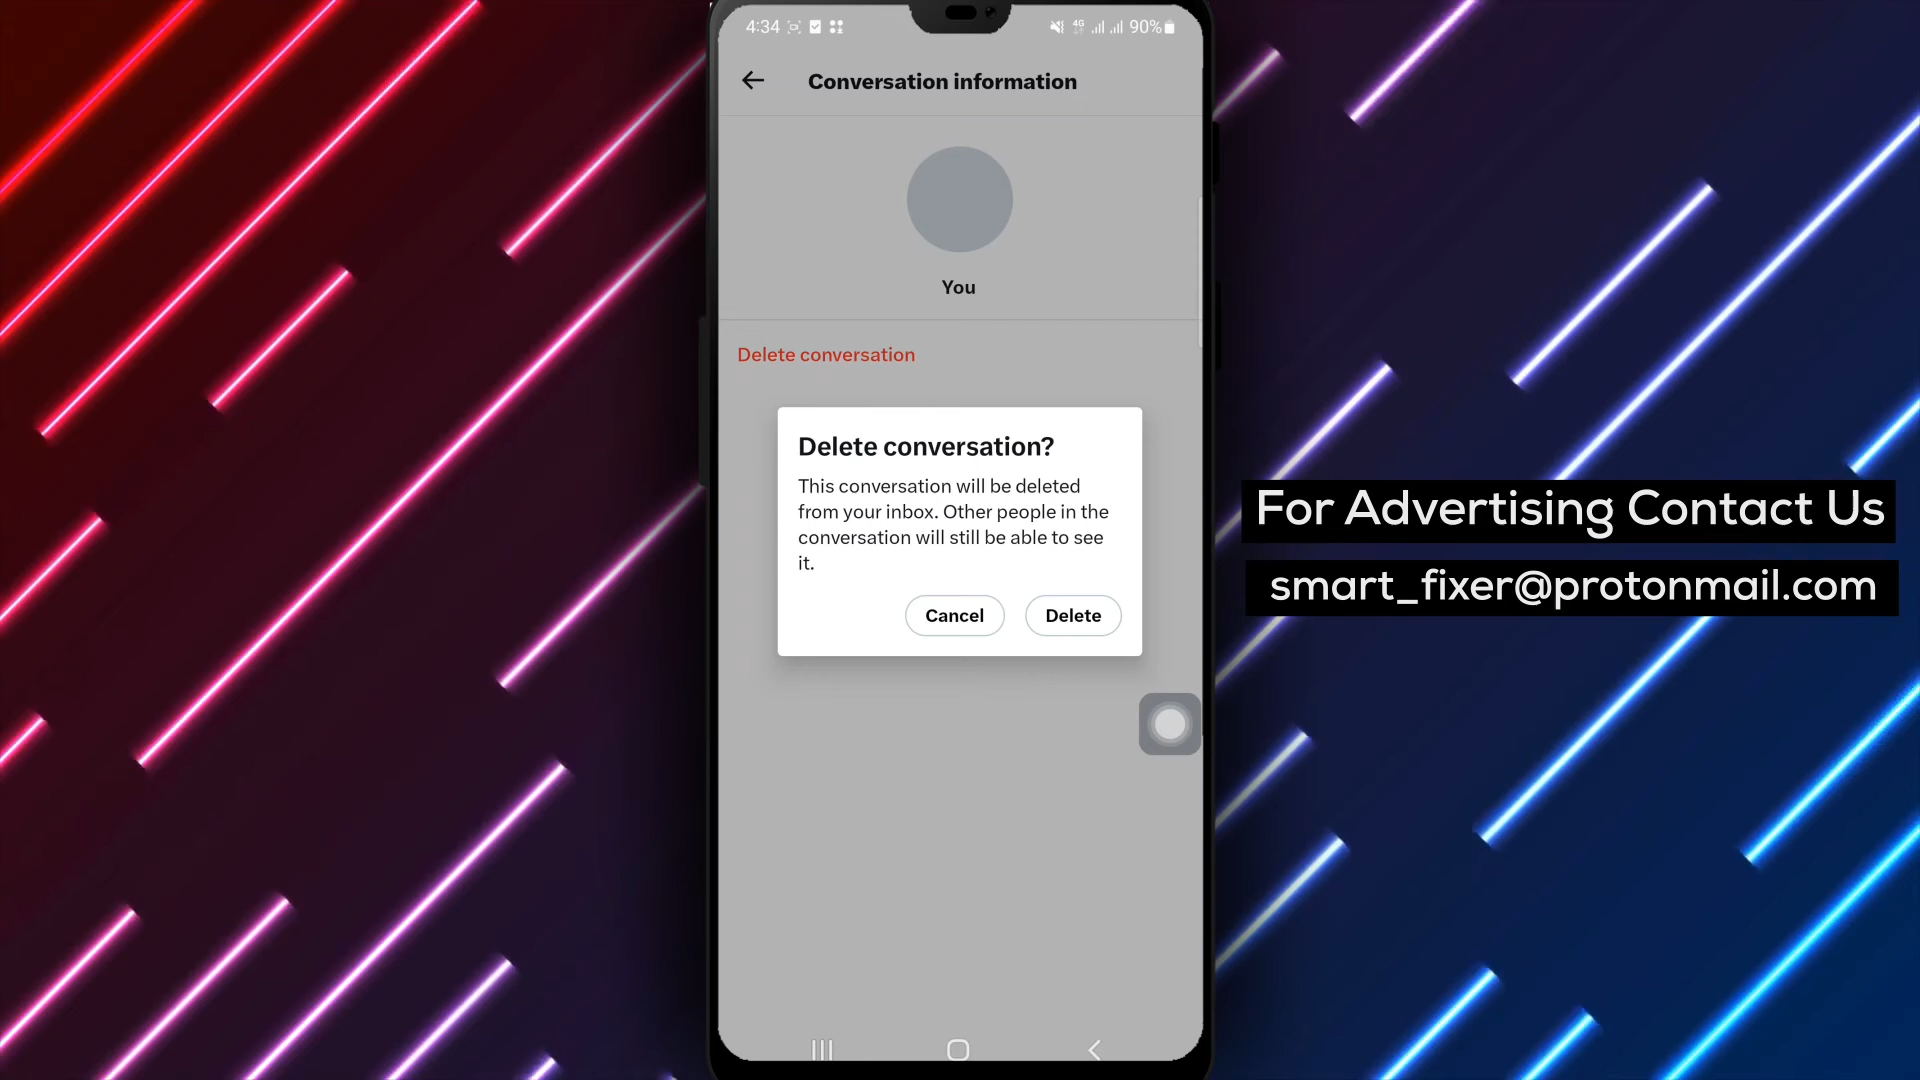 4:34
4G
90%
Conversation information
You
Delete conversation
Delete conversation?
This conversation will be deleted
from your inbox. Other people in the
conversation will still be able to see
it.
Cancel
Delete
For Advertising Contact Us
smart_fixer@protonmail.com